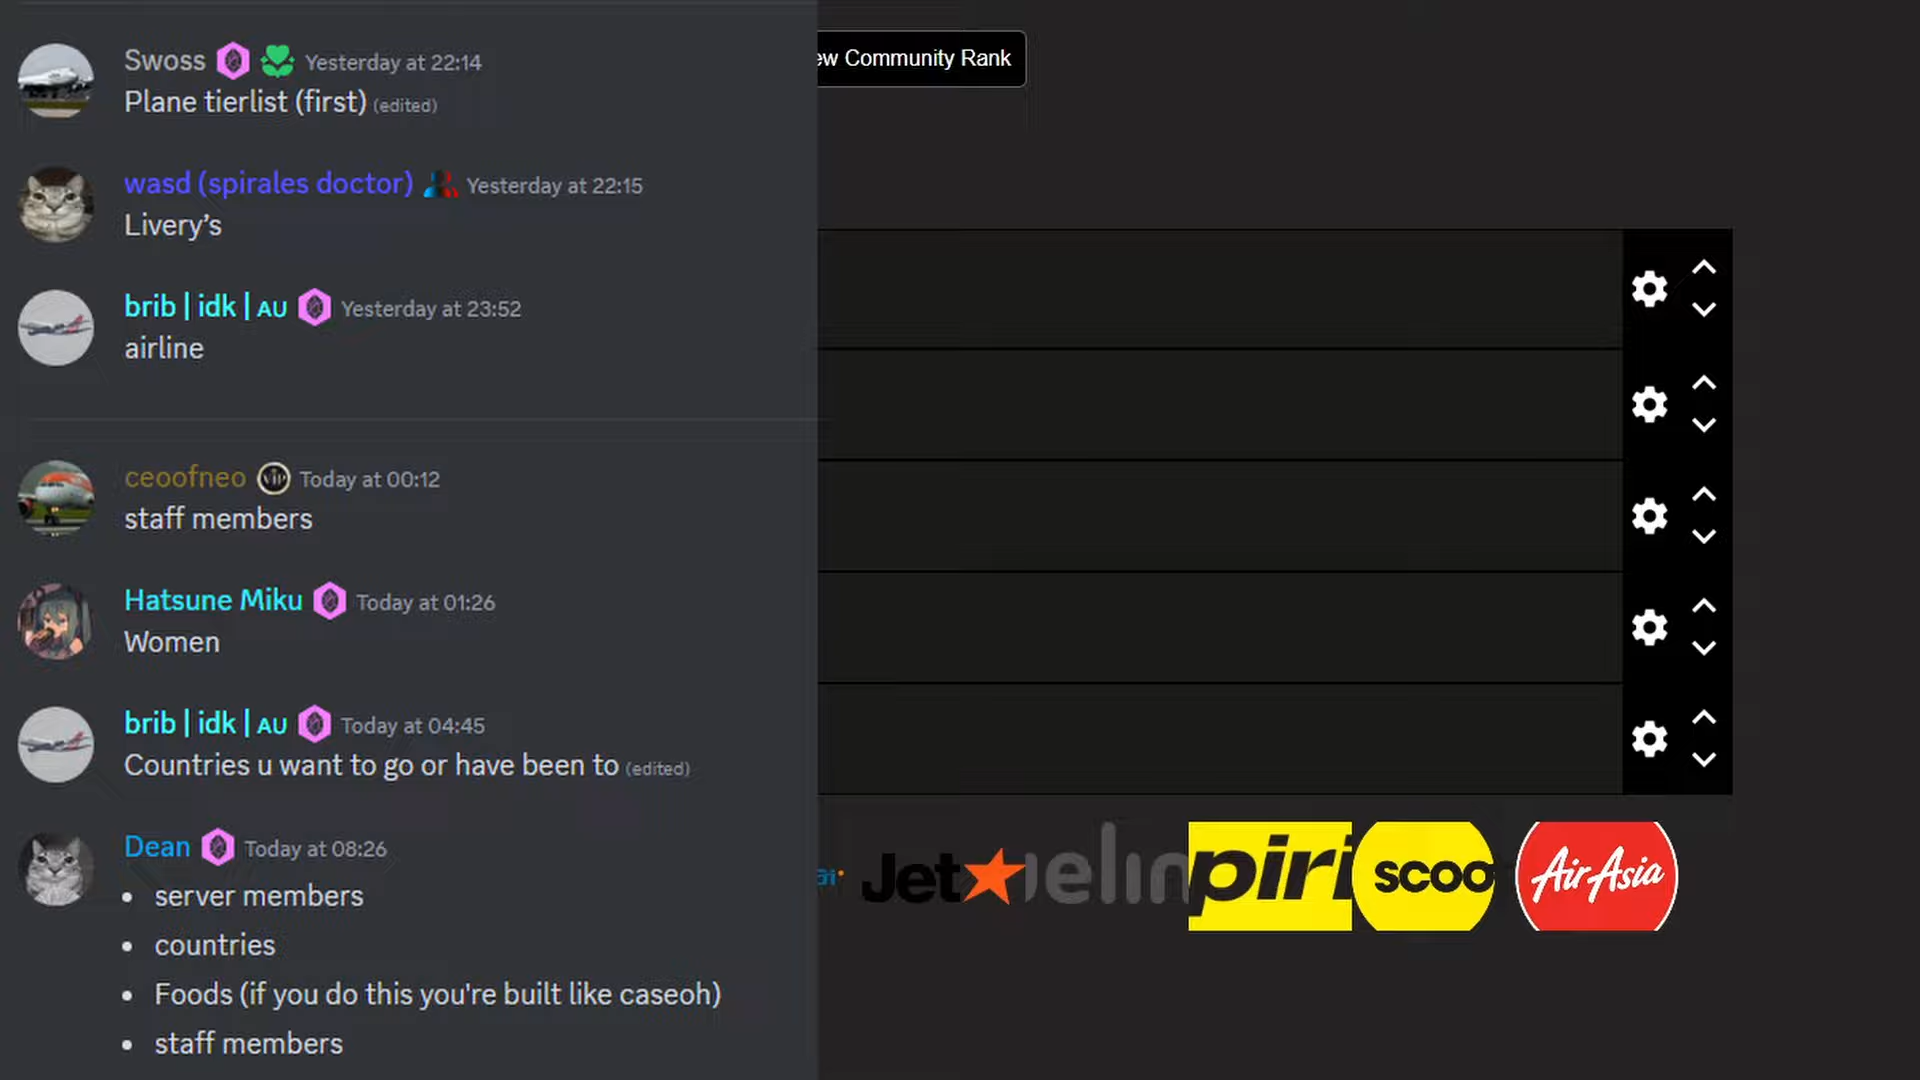 Swoss Yesterday at 22:14
Plane tierlist (first) (edited)
wasd (spirales doctor) Yesterday at 22:15
Livery’s
brib | idk | AU Yesterday at 23:52
airline
ceoofneo VIP Today at 00:12
staff members
Hatsune Miku Today at 01:26
Women
brib | idk | AU Today at 04:45
Countries u want to go or have been to (edited)
Dean Today at 08:26
• server members
• countries
• Foods (if you do this you're built like caseoh)
• staff members
ew Community Rank
Jet
uelin
piri
scoo
AirAsia